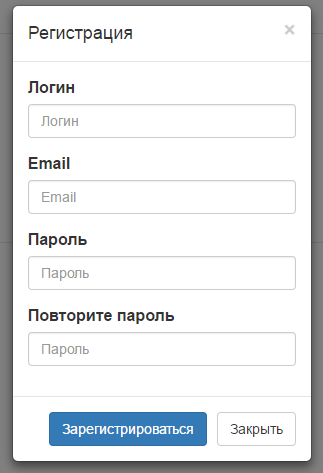 Регистрация ×
Логин
Логин
Email
Email
Пароль
Пароль
Повторите пароль
Пароль
Зарегистрироваться Закрыть